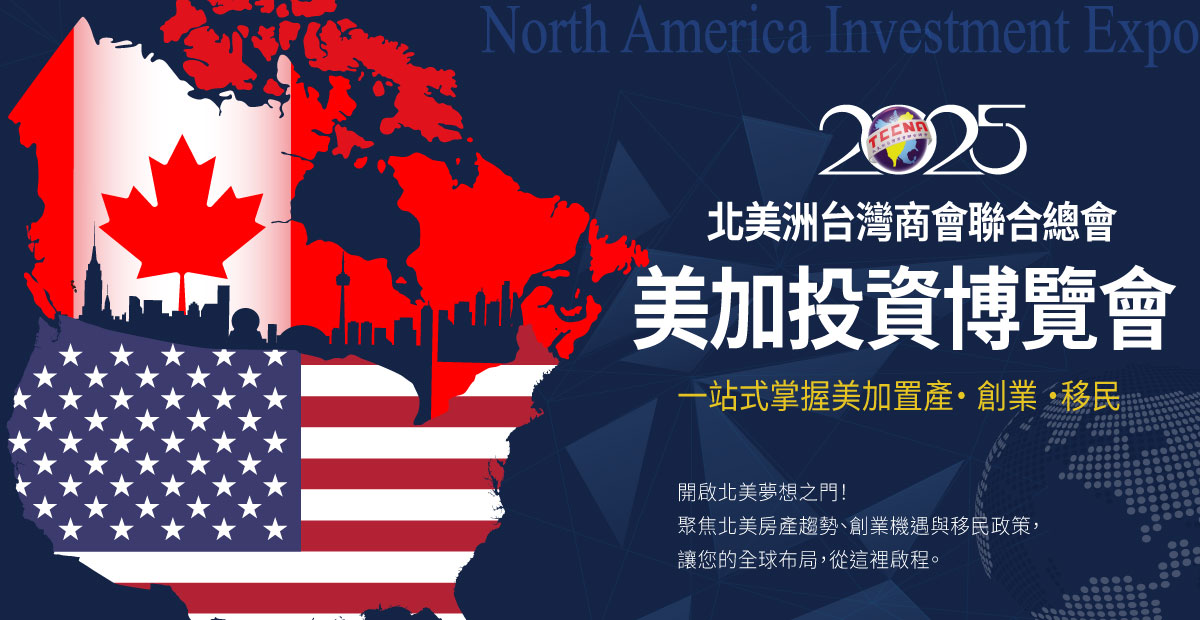 North America Investment Expo
2025
TCCNA
北美洲台灣商會聯合總會
美加投資博覽會
一站式掌握美加置產・創業・移民
開啟北美夢想之門!
聚焦北美房產趨勢、創業機遇與移民政策,
讓您的全球布局,從這裡啟程。